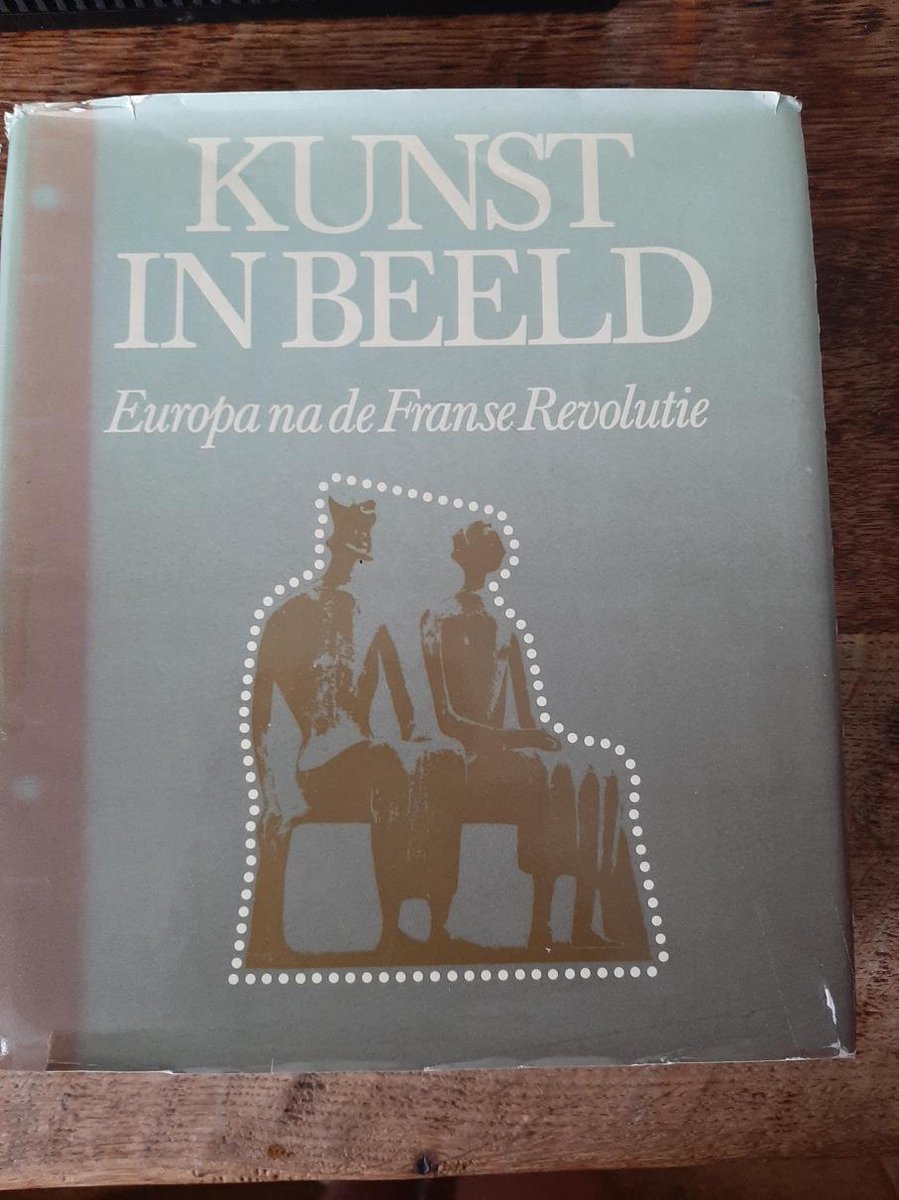 KUNST
IN BEELD
Europa na de Franse Revolutie